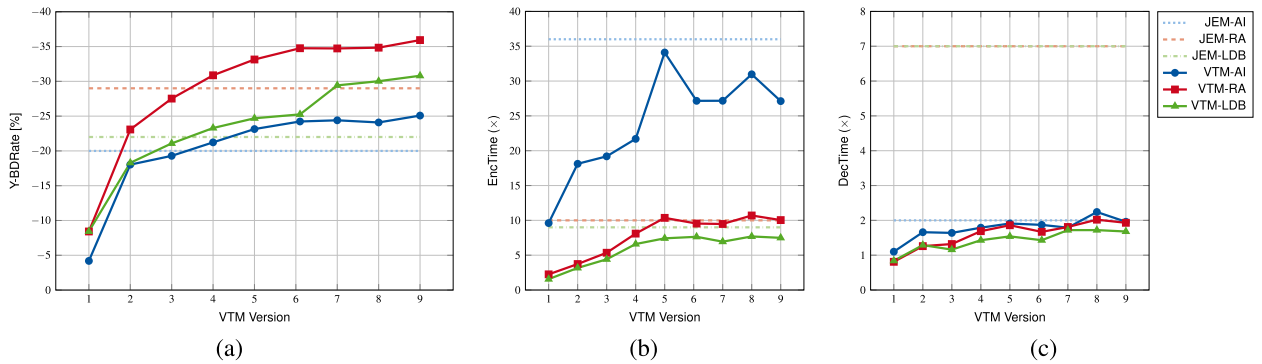 −40
−35
−30
−25
−20
−15
−10
−5
0
Y-BDRate [%]
1 2 3 4 5 6 7 8 9
VTM Version
(a)
40
35
30
25
20
15
10
5
0
EncTime (×)
1 2 3 4 5 6 7 8 9
VTM Version
(b)
8
7
6
5
4
3
2
1
0
DecTime (×)
1 2 3 4 5 6 7 8 9
VTM Version
(c)
JEM-AI
JEM-RA
JEM-LDB
VTM-AI
VTM-RA
VTM-LDB